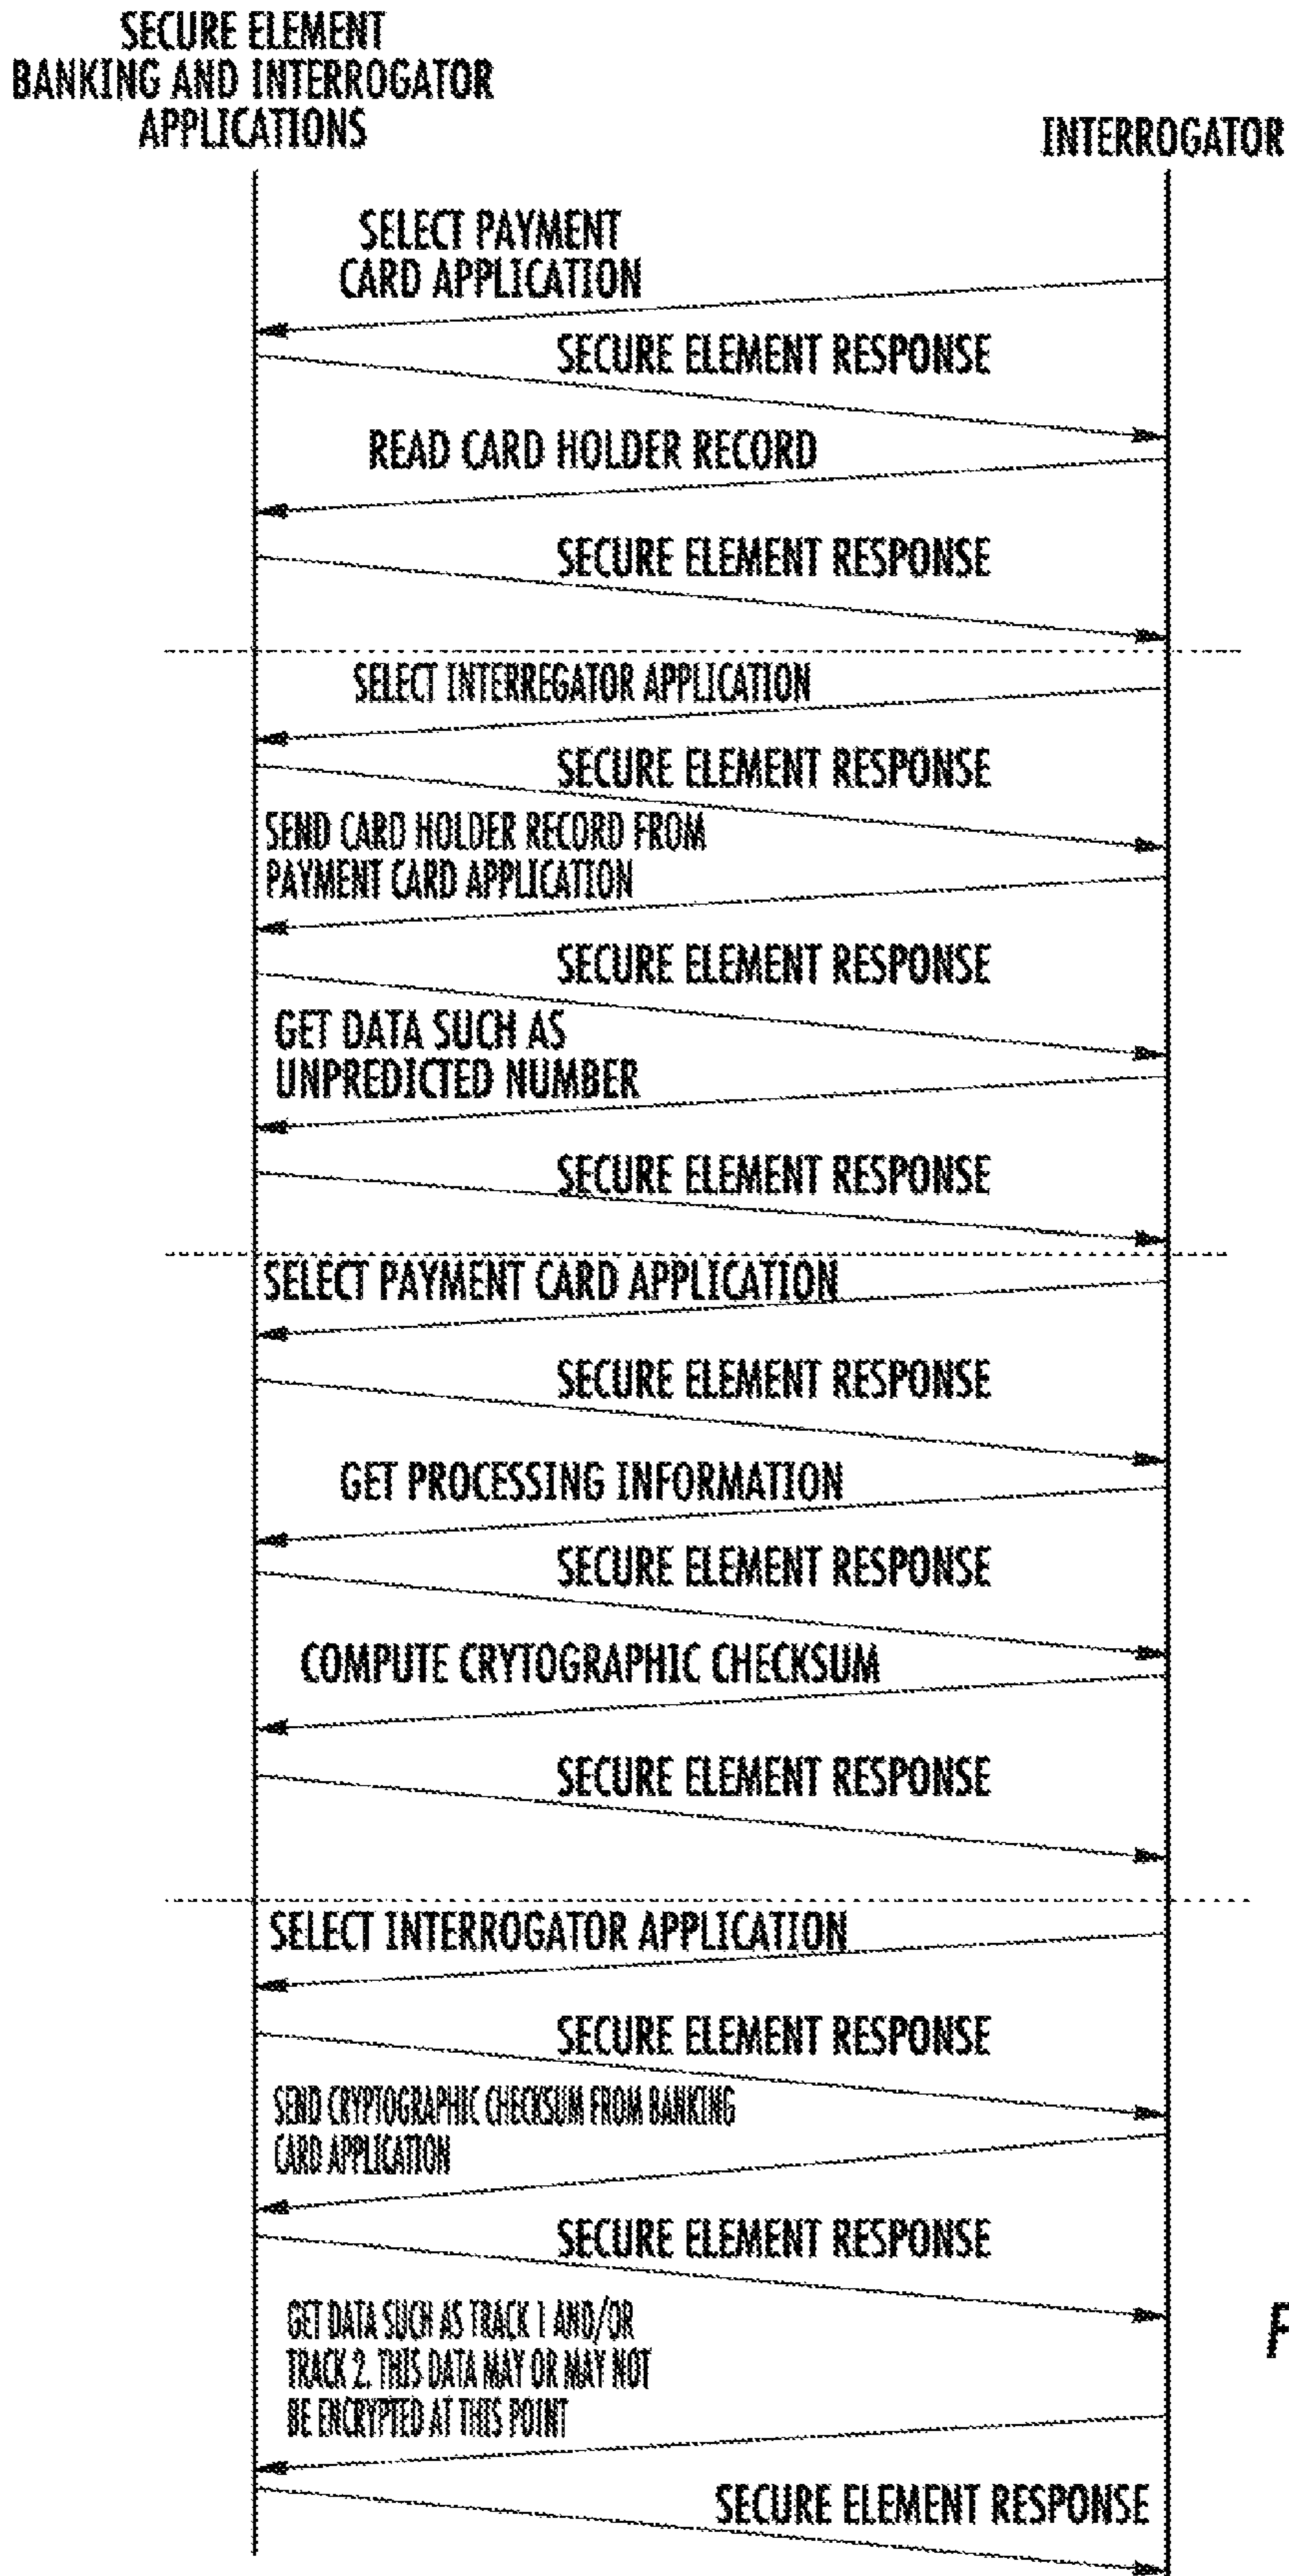 SECURE ELEMENT
BANKING AND INTERROGATOR
APPLICATIONS
INTERROGATOR
SELECT PAYMENT
CARD APPLICATION
SECURE ELEMENT RESPONSE
READ CARD HOLDER RECORD
SECURE ELEMENT RESPONSE
SELECT INTERREGATOR APPLICATION
SECURE ELEMENT RESPONSE
SEND CARD HOLDER RECORD FROM
PAYMENT CARD APPLICATION
SECURE ELEMENT RESPONSE
GET DATA SUCH AS
UNPREDICTED NUMBER
SECURE ELEMENT RESPONSE
SELECT PAYMENT CARD APPLICATION
SECURE ELEMENT RESPONSE
GET PROCESSING INFORMATION
SECURE ELEMENT RESPONSE
COMPUTE CRYTOGRAPHIC CHECKSUM
SECURE ELEMENT RESPONSE
SELECT INTERROGATOR APPLICATION
SECURE ELEMENT RESPONSE
SEND CRYPTOGRAPHIC CHECKSUM FROM BANKING
CARD APPLICATION
SECURE ELEMENT RESPONSE
GET DATA SUCH AS TRACK 1 AND/OR
TRACK 2. THIS DATA MAY OR MAY NOT
BE ENCRYPTED AT THIS POINT
SECURE ELEMENT RESPONSE